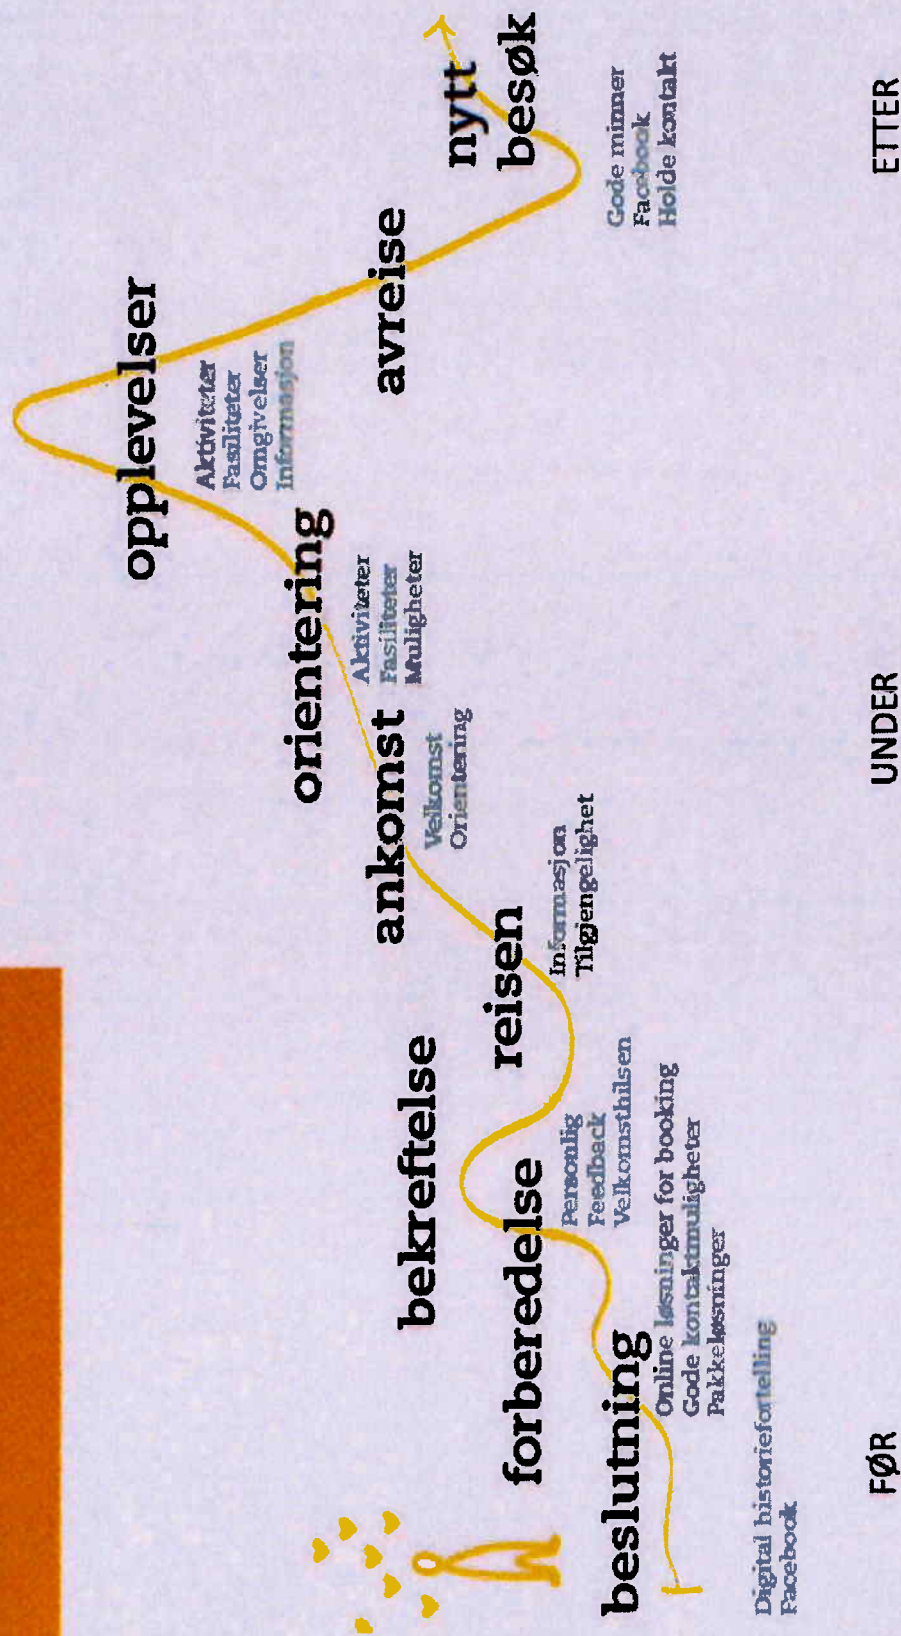 beslutning
Digital historiefortelling
Facebook
forberedelse
Online løsninger for booking
Gode kontaktmuligheter
Pakkeløsninger
bekreftelse
Personlig
Feedback
Velkomsthilsen
reisen
Informasjon
Tilgjengelighet
ankomst
Velkomst
Orientering
orientering
Aktiviteter
Fasiliteter
Muligheter
opplevelser
Aktiviteter
Fasiliteter
Omgivelser
Informasjon
avreise
nytt
besøk
Gode minner
Facebook
Holde kontakt
FØR
UNDER
ETTER